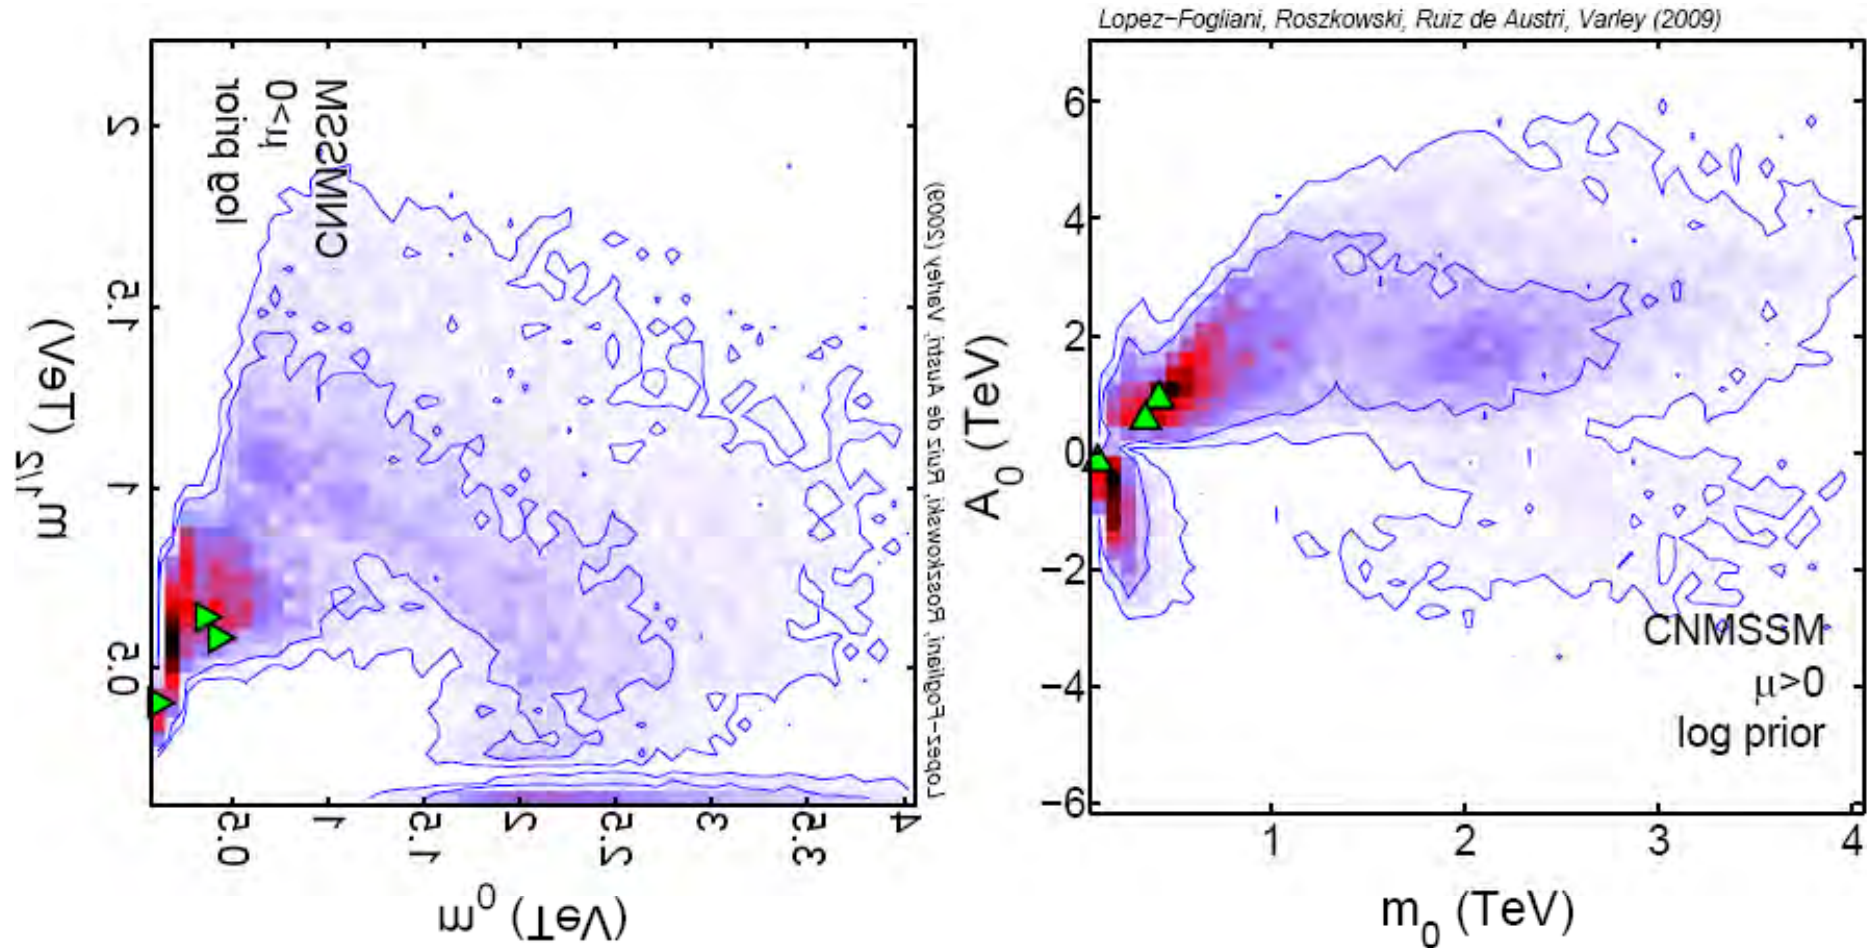 log prior
μ>0
CNMSSM
2
1.5
1
0.5
m1/2 (TeV)
0.5
1
1.5
2
2.5
3
3.5
4
m0 (TeV)
Lopez-Fogliani, Roszkowski, Ruiz de Austri, Varley (2009)
Lopez-Fogliani, Roszkowski, Ruiz de Austri, Varley (2009)
6
4
2
0
−2
−4
−6
A0 (TeV)
CNMSSM
μ>0
log prior
1
2
3
4
m0 (TeV)